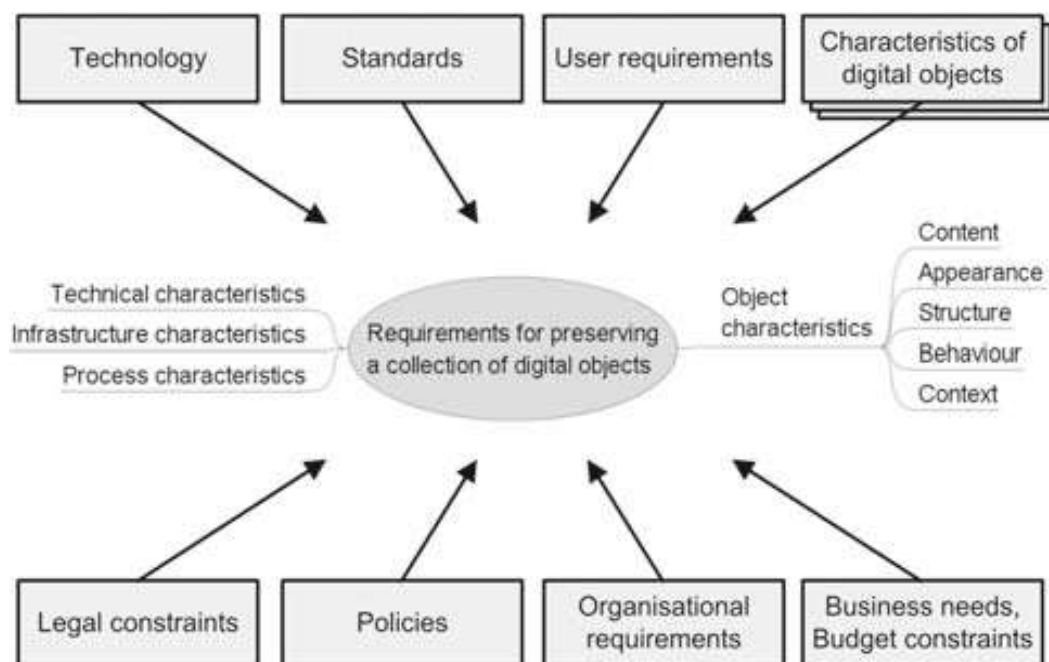 Technology
Standards
User requirements
Characteristics of
digital objects
Technical characteristics
Infrastructure characteristics
Process characteristics
Requirements for preserving
a collection of digital objects
Object
characteristics
Content
Appearance
Structure
Behaviour
Context
Legal constraints
Policies
Organisational
requirements
Business needs,
Budget constraints